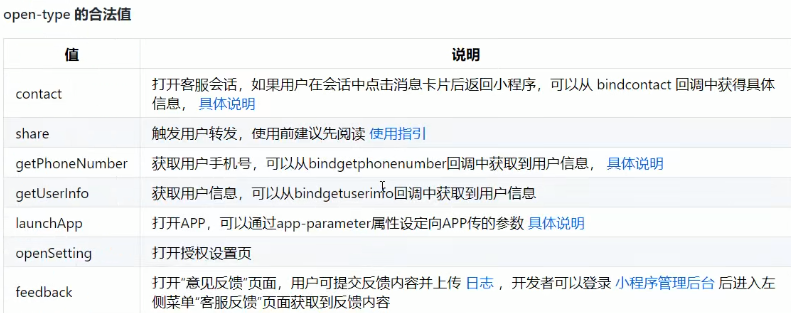 open-type 的合法值
值 说明
contact 打开客服会话，如果用户在会话中点击消息卡片后返回小程序，可以从 bindcontact 回调中获得具体
信息， 具体说明
share 触发用户转发，使用前建议先阅读 使用指引
getPhoneNumber 获取用户手机号，可以从bindgetphonenumber回调中获取到用户信息， 具体说明
getUserInfo 获取用户信息，可以从bindgetuserinfo回调中获取到用户信息
launchApp 打开APP，可以通过app-parameter属性设定向APP传的参数 具体说明
openSetting 打开授权设置页
feedback 打开“意见反馈”页面，用户可提交反馈内容并上传 日志 ，开发者可以登录 小程序管理后台 后进入左
侧菜单“客服反馈”页面获取到反馈内容